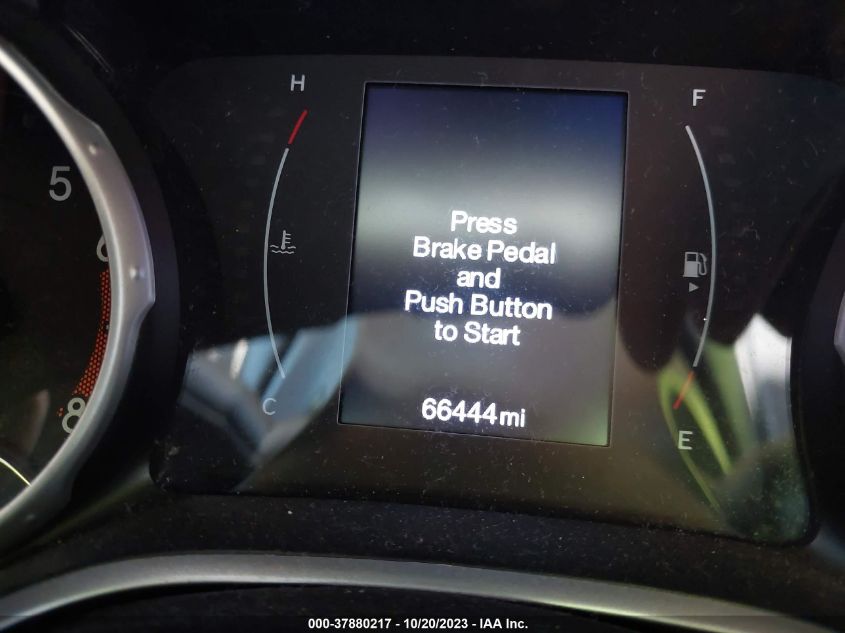 H
F
5
6
8
C
E
Press
Brake Pedal
and
Push Button
to Start
66444 mi
000-37880217 - 10/20/2023 - IAA Inc.